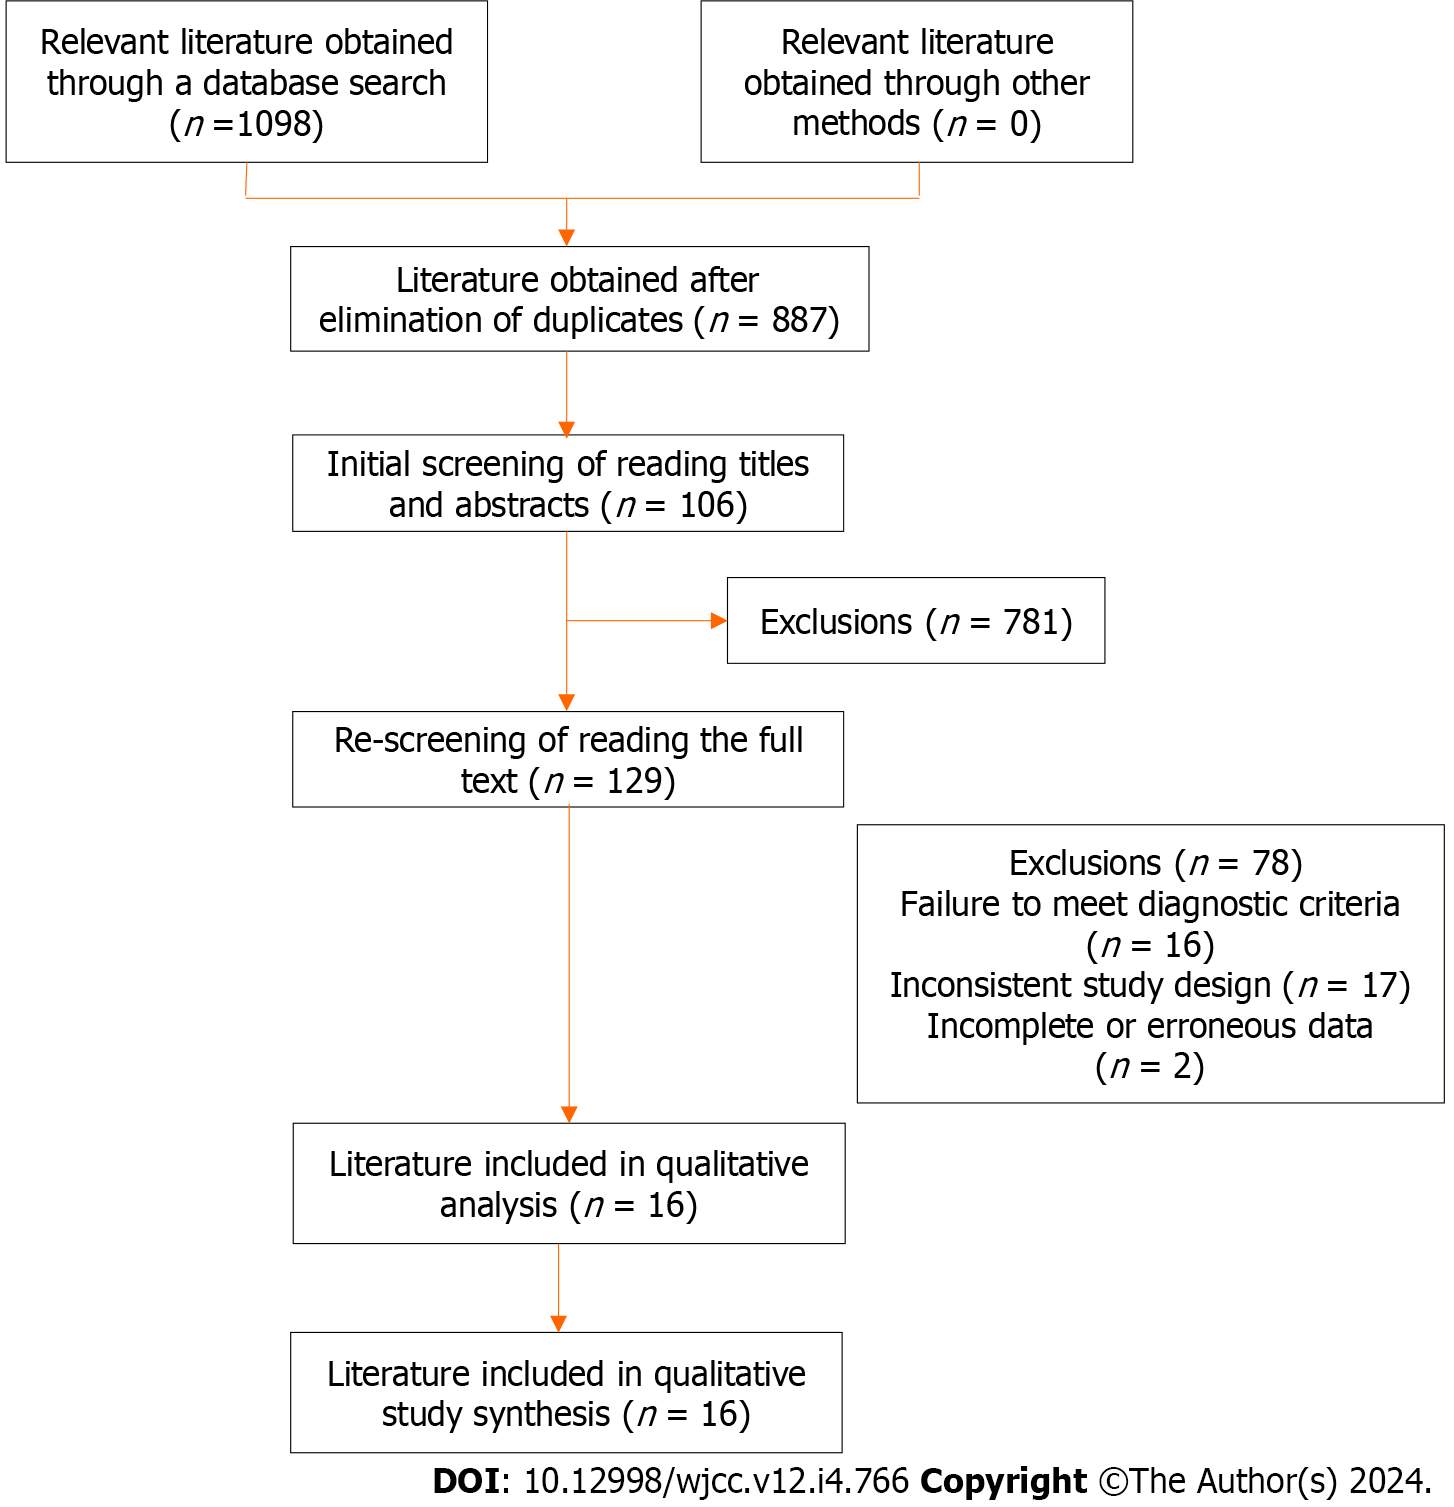 Relevant literature obtained
through a database search
(n =1098)
Relevant literature
obtained through other
methods (n = 0)
Literature obtained after
elimination of duplicates (n = 887)
Initial screening of reading titles
and abstracts (n = 106)
Exclusions (n = 781)
Re-screening of reading the full
text (n = 129)
Exclusions (n = 78)
Failure to meet diagnostic criteria
(n = 16)
Inconsistent study design (n = 17)
Incomplete or erroneous data
(n = 2)
Literature included in qualitative
analysis (n = 16)
Literature included in qualitative
study synthesis (n = 16)
DOI: 10.12998/wjcc.v12.i4.766 Copyright ©The Author(s) 2024.